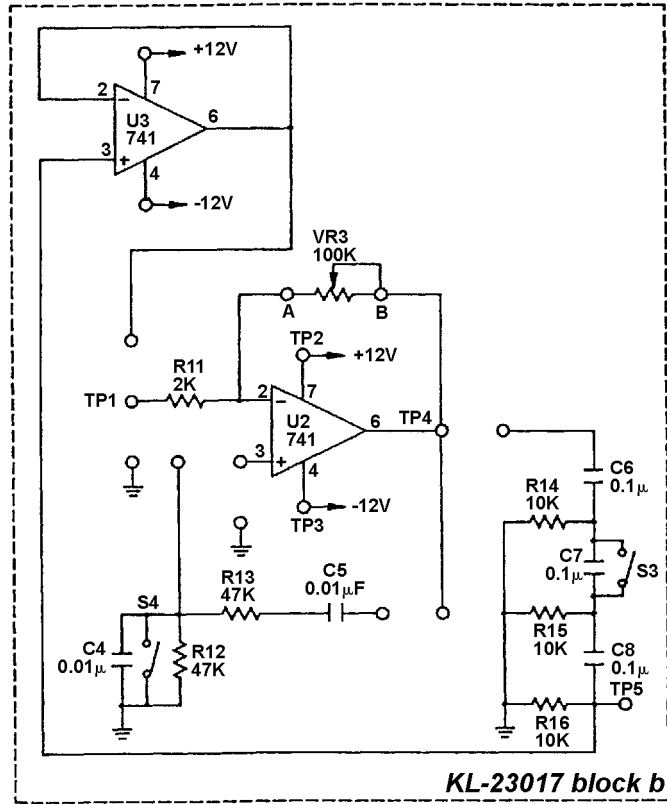 +12V
2
−
7
U3
741
6
3
+
4
-12V
VR3
100K
A
B
TP2
+12V
R11
2K
TP1
2
−
7
U2
741
6
TP4
3
+
4
-12V
TP3
C6
0.1μ
R14
10K
C7
0.1μ
S3
R13
47K
C5
0.01μF
S4
C4
0.01μ
R12
47K
R15
10K
C8
0.1μ
TP5
R16
10K
KL-23017 block b